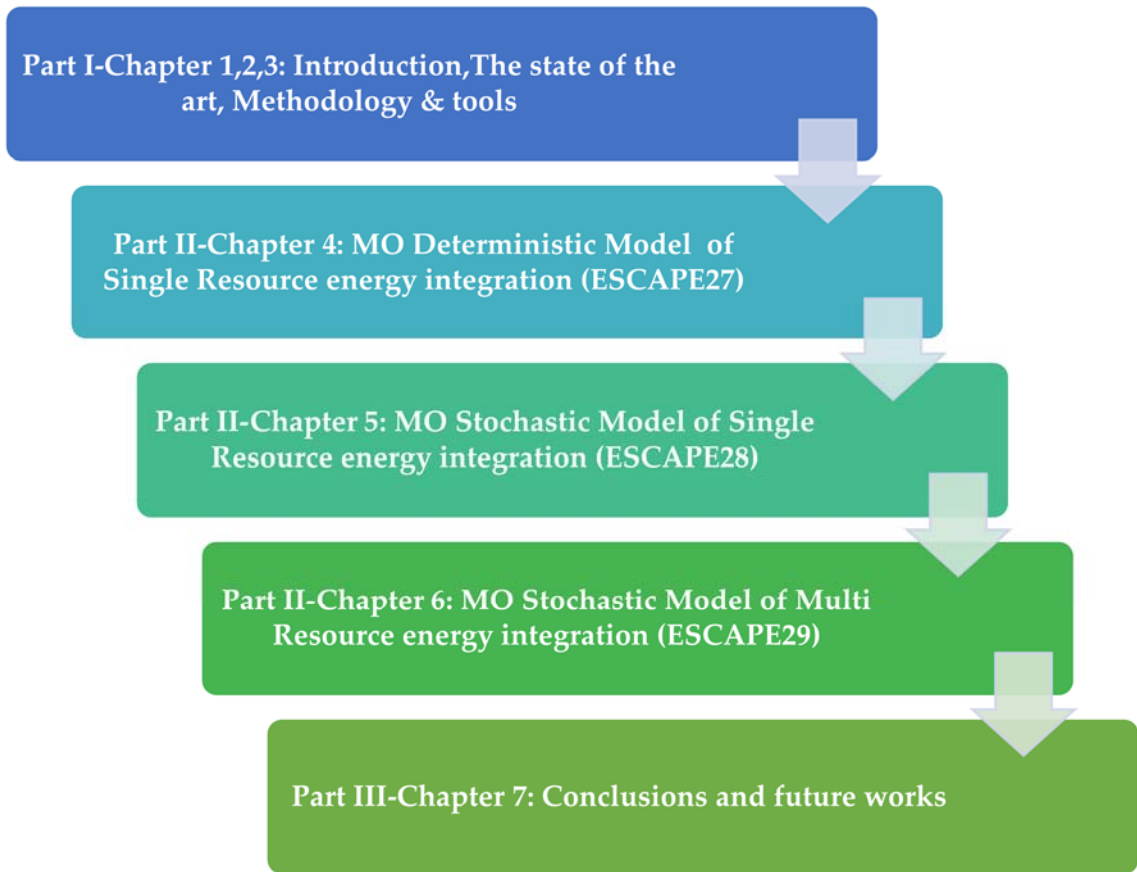 Part I-Chapter 1,2,3: Introduction,The state of the
art, Methodology & tools
Part II-Chapter 4: MO Deterministic Model of
Single Resource energy integration (ESCAPE27)
Part II-Chapter 5: MO Stochastic Model of Single
Resource energy integration (ESCAPE28)
Part II-Chapter 6: MO Stochastic Model of Multi
Resource energy integration (ESCAPE29)
Part III-Chapter 7: Conclusions and future works